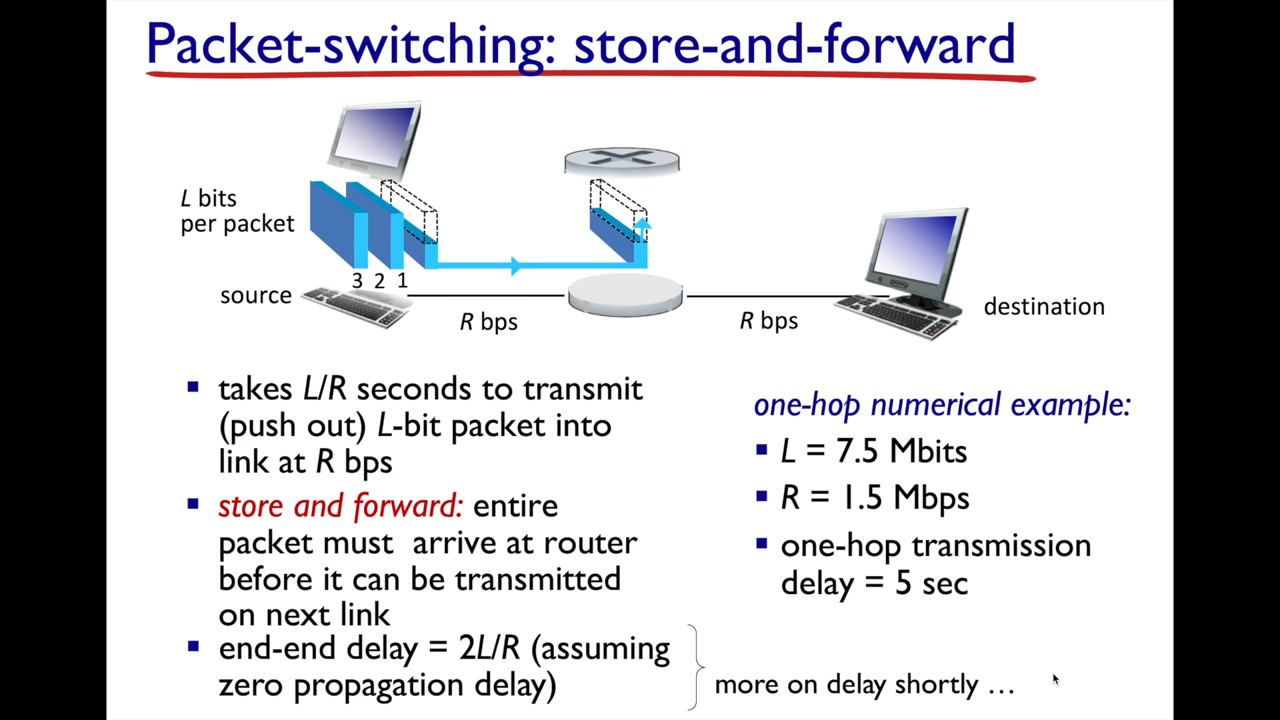 Packet-switching: store-and-forward
L bits
per packet
3 2 1
source
R bps
R bps
destination
takes L/R seconds to transmit
(push out) L-bit packet into
link at R bps
store and forward: entire
packet must arrive at router
before it can be transmitted
on next link
end-end delay = 2L/R (assuming
zero propagation delay)
one-hop numerical example:
L = 7.5 Mbits
R = 1.5 Mbps
one-hop transmission
delay = 5 sec
more on delay shortly …